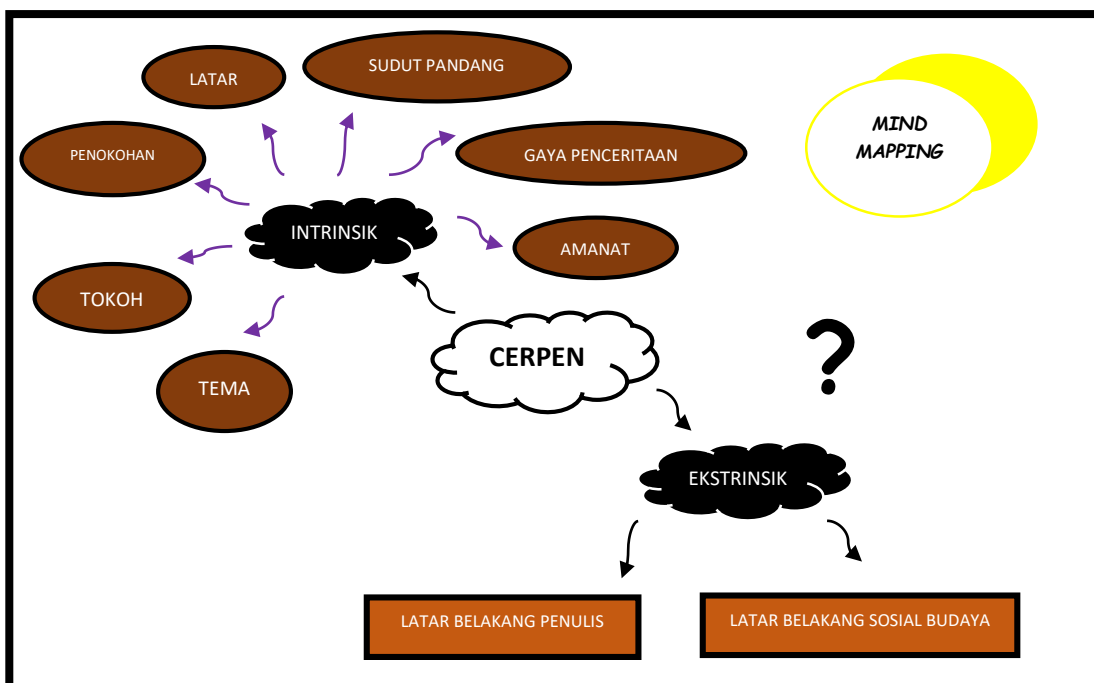 SUDUT PANDANG
LATAR
MIND
MAPPING
PENOKOHAN
GAYA PENCERITAAN
INTRINSIK
AMANAT
TOKOH
CERPEN
?
TEMA
EKSTRINSIK
LATAR BELAKANG PENULIS
LATAR BELAKANG SOSIAL BUDAYA